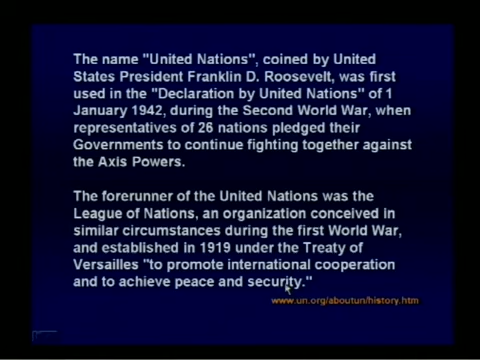 The name "United Nations", coined by United
States President Franklin D. Roosevelt, was first
used in the "Declaration by United Nations" of 1
January 1942, during the Second World War, when
representatives of 26 nations pledged their
Governments to continue fighting together against
the Axis Powers.
The forerunner of the United Nations was the
League of Nations, an organization conceived in
similar circumstances during the first World War,
and established in 1919 under the Treaty of
Versailles "to promote international cooperation
and to achieve peace and security."
www.un.org/aboutun/history.htm